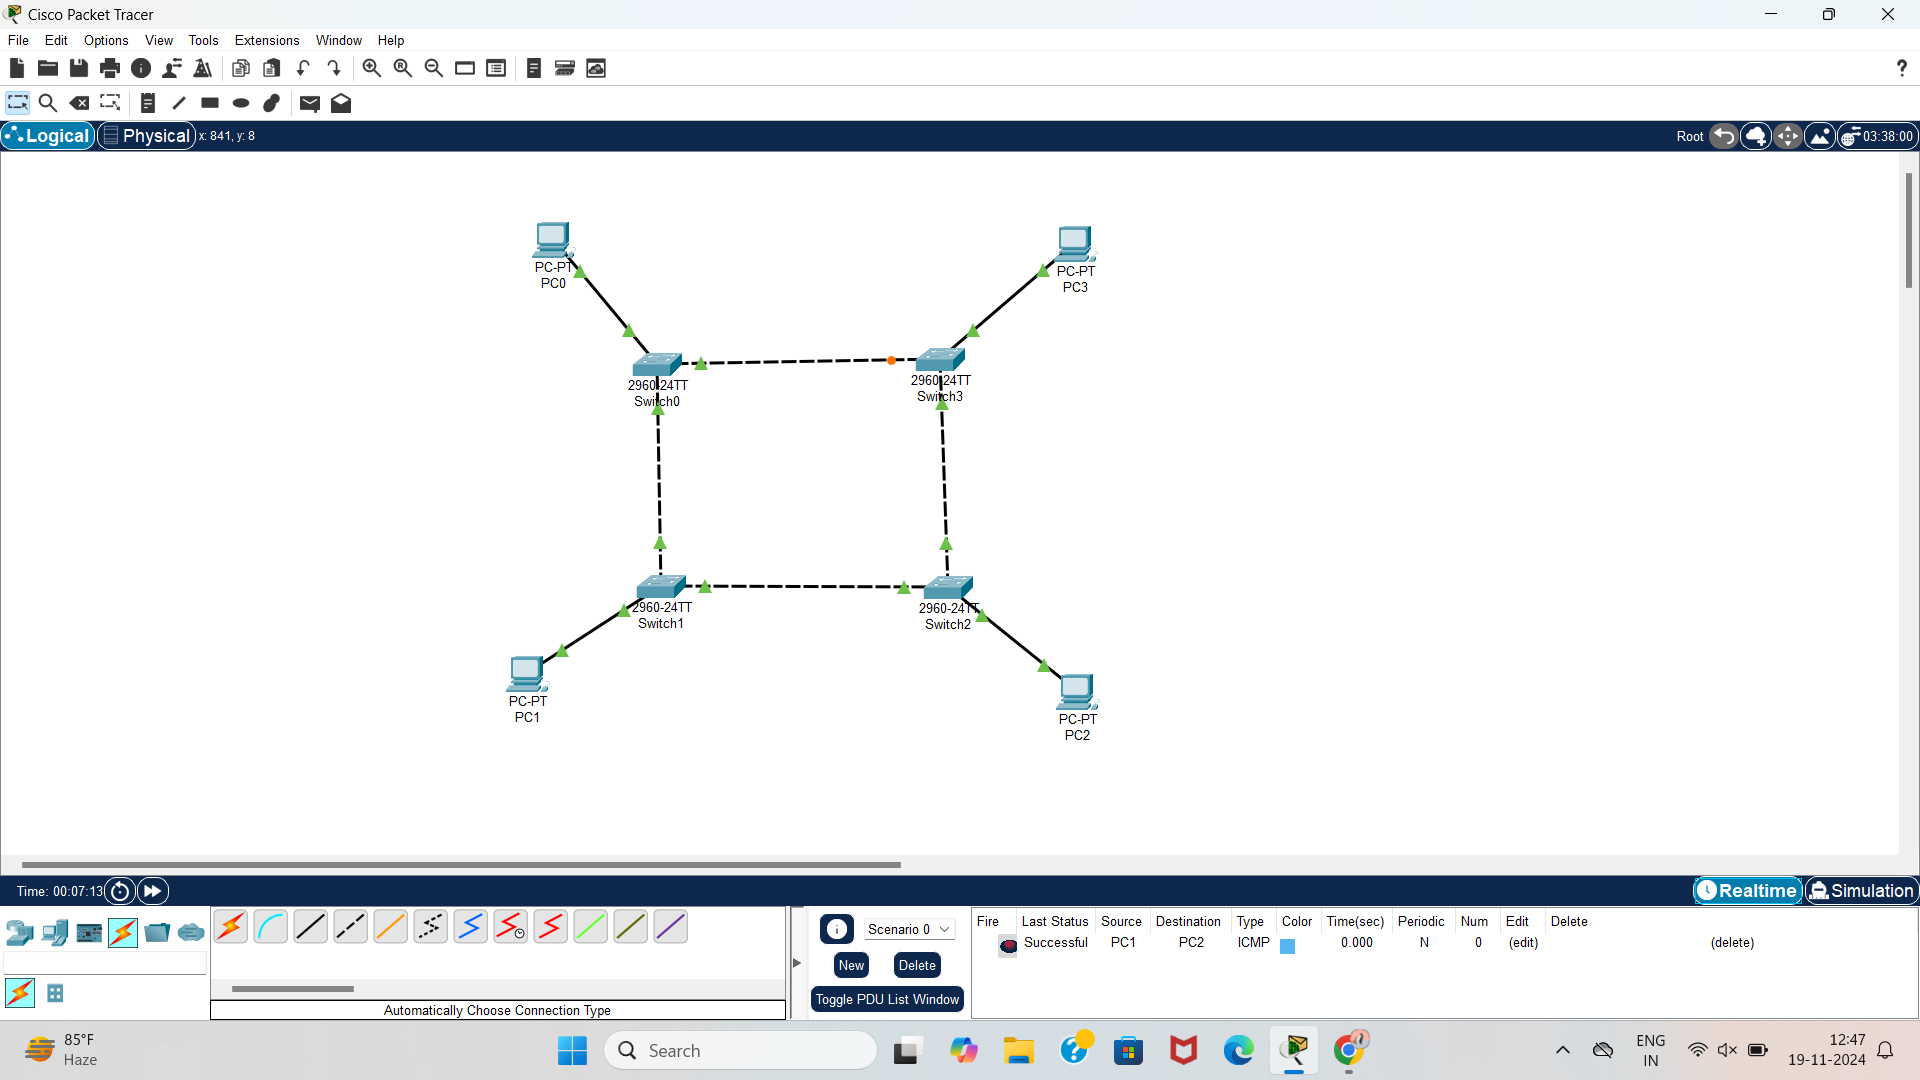 Cisco Packet Tracer
File Edit Options View Tools Extensions Window Help
Logical Physical x: 841, y: 8 Root 03:38:00
PC-PT
PC0
PC-PT
PC3
2960-24TT
Switch0
2960-24TT
Switch3
2960-24TT
Switch1
2960-24TT
Switch2
PC-PT
PC1
PC-PT
PC2
Time: 00:07:13 Realtime Simulation
Scenario 0
New Delete
Toggle PDU List Window
Fire Last Status Source Destination Type Color Time(sec) Periodic Num Edit Delete
Successful PC1 PC2 ICMP 0.000 N 0 (edit) (delete)
Automatically Choose Connection Type
85°F
Haze
Search
ENG
IN
12:47
19-11-2024